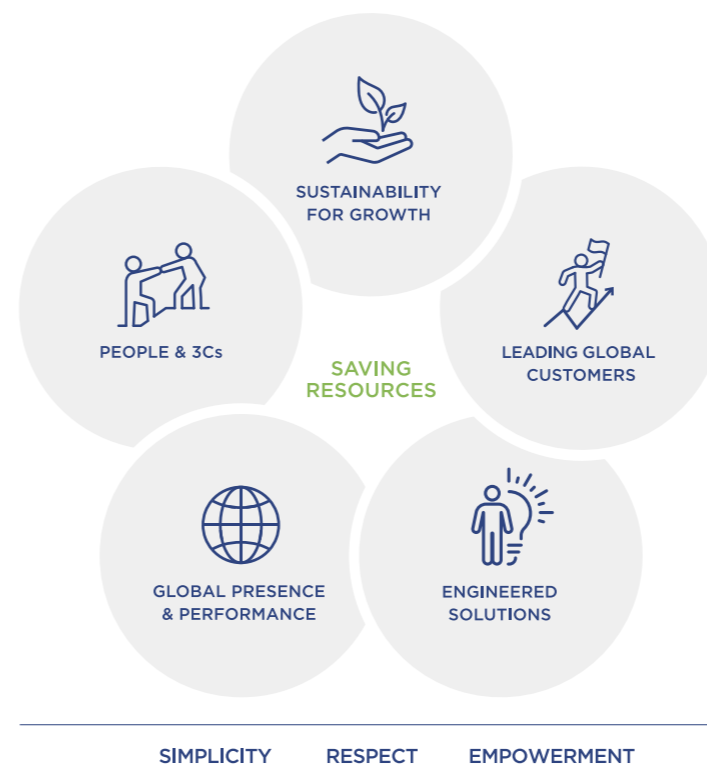 SUSTAINABILITY
FOR GROWTH
PEOPLE & 3Cs
LEADING GLOBAL
CUSTOMERS
SAVING
RESOURCES
GLOBAL PRESENCE
& PERFORMANCE
ENGINEERED
SOLUTIONS
SIMPLICITY RESPECT EMPOWERMENT